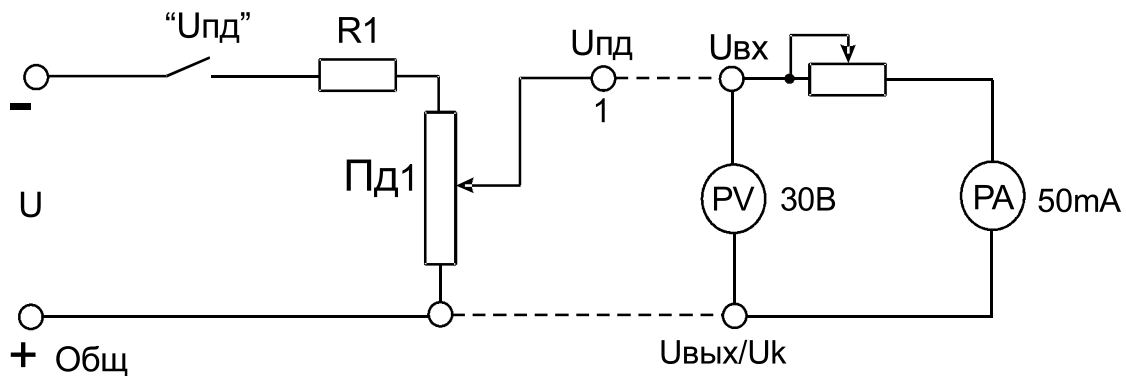 “Uпд”
R1
Uпд
Uвх
1
Пд1
U
PV
30В
PA
50mA
-
+
Общ
Uвых/Uk